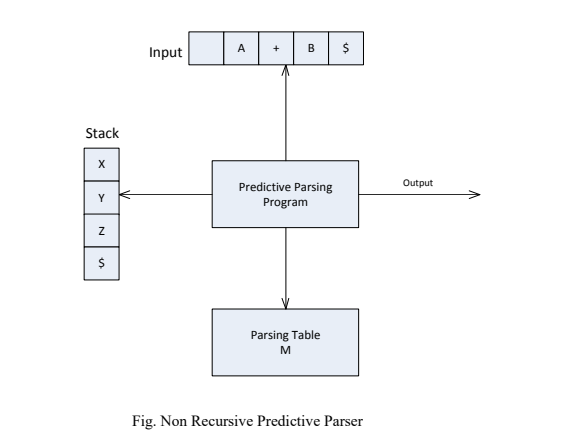 Input
A + B $
Stack
X
Y
Z
$
Predictive Parsing
Program
Output
Parsing Table
M
Fig. Non Recursive Predictive Parser